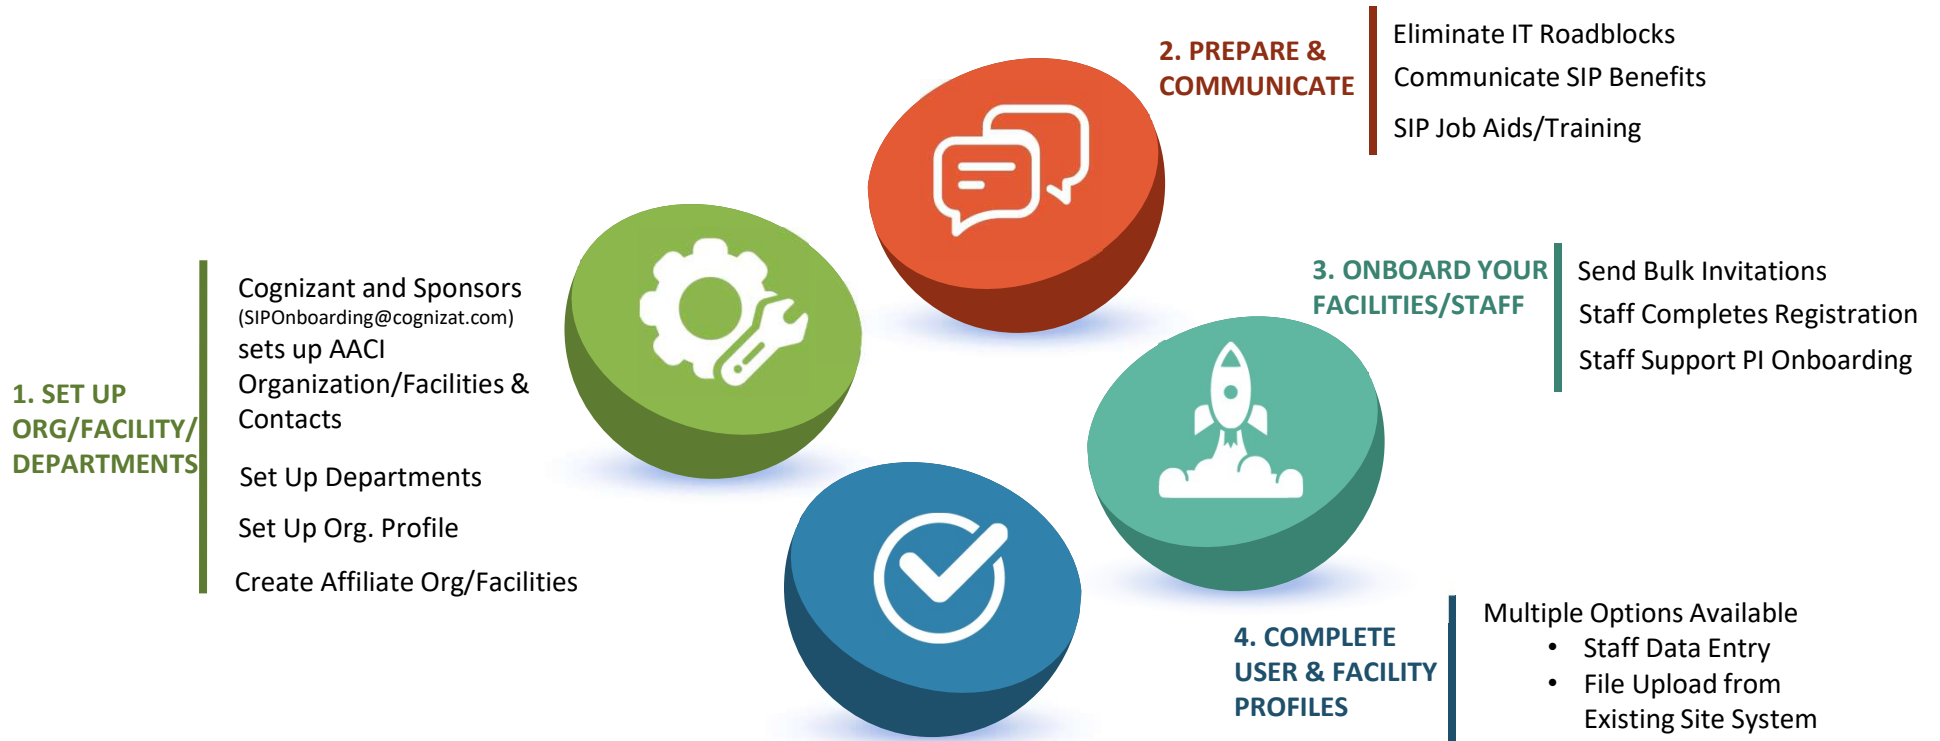 1. SET UP
ORG/FACILITY/
DEPARTMENTS
Cognizant and Sponsors
(SIPOnboarding@cognizat.com)
sets up AACI
Organization/Facilities &
Contacts
Set Up Departments
Set Up Org. Profile
Create Affiliate Org/Facilities
2. PREPARE &
COMMUNICATE
Eliminate IT Roadblocks
Communicate SIP Benefits
SIP Job Aids/Training
3. ONBOARD YOUR
FACILITIES/STAFF
Send Bulk Invitations
Staff Completes Registration
Staff Support PI Onboarding
4. COMPLETE
USER & FACILITY
PROFILES
Multiple Options Available
• Staff Data Entry
• File Upload from
Existing Site System